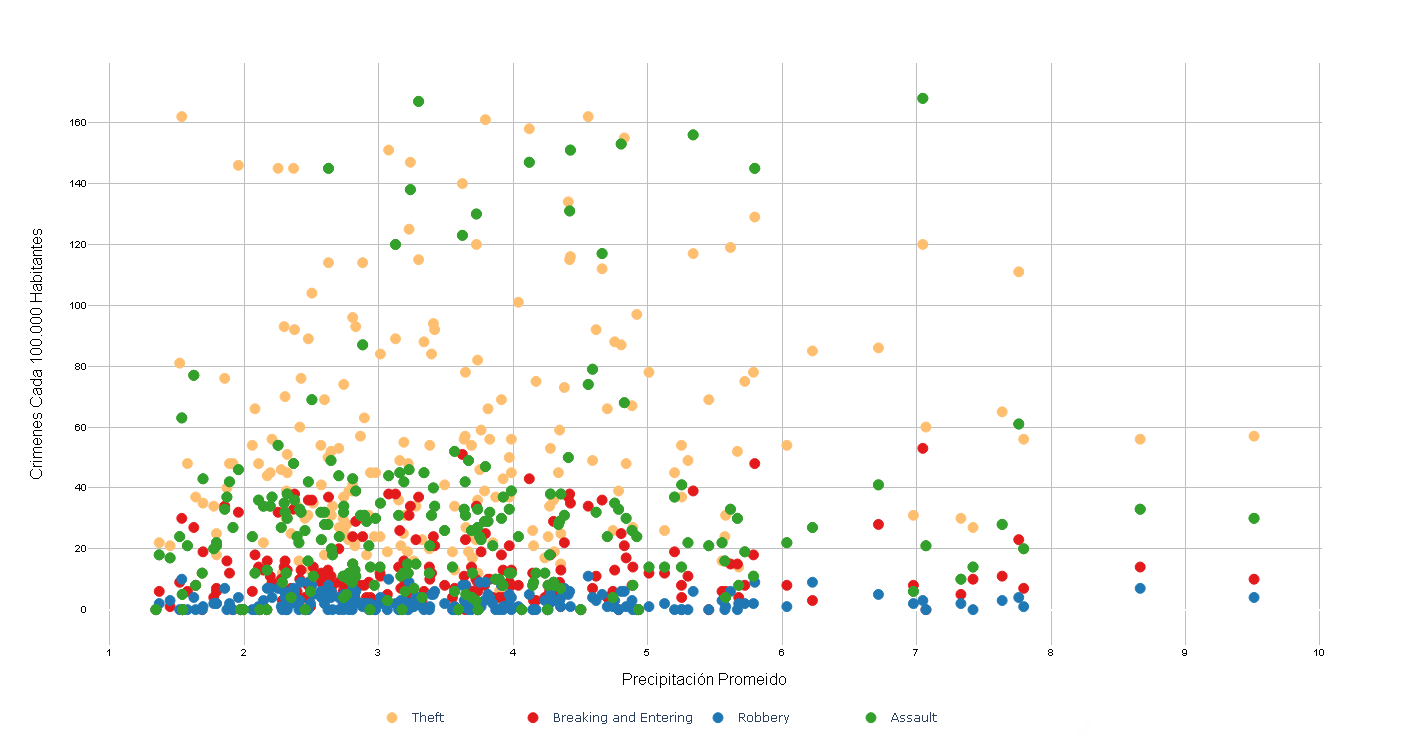 160
140
120
100
80
60
40
20
0
Crimenes Cada 100.000 Habitantes
1 2 3 4 5 6 7 8 9 10
Precipitación Promeido
Theft Breaking and Entering Robbery Assault